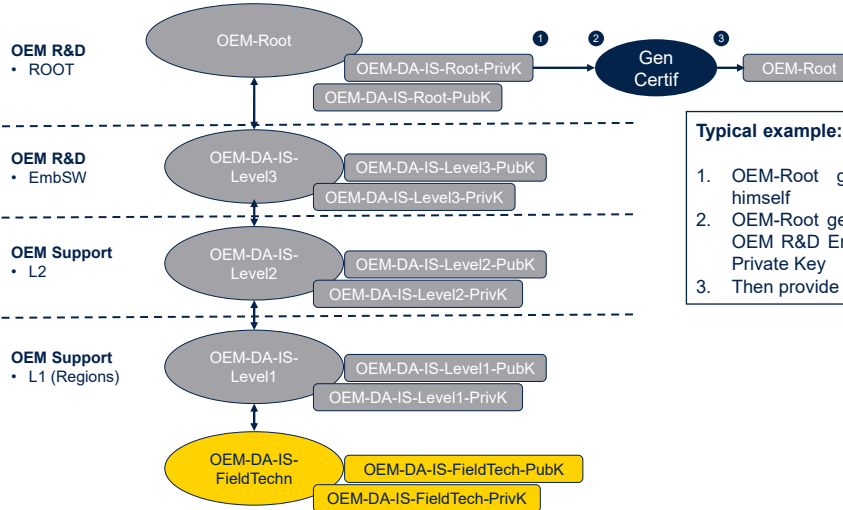 OEM R&D
• ROOT
OEM-Root
OEM-DA-IS-Root-PrivK
OEM-DA-IS-Root-PubK
1
2
3
Gen
Certif
OEM-Root
OEM R&D
• EmbSW
OEM-DA-IS-
Level3
OEM-DA-IS-Level3-PubK
OEM-DA-IS-Level3-PrivK
Typical example:
1. OEM-Root g
himself
2. OEM-Root ge
OEM R&D E
Private Key
3. Then provide
OEM Support
• L2
OEM-DA-IS-
Level2
OEM-DA-IS-Level2-PubK
OEM-DA-IS-Level2-PrivK
OEM Support
• L1 (Regions)
OEM-DA-IS-
Level1
OEM-DA-IS-Level1-PubK
OEM-DA-IS-Level1-PrivK
OEM-DA-IS-
FieldTechn
OEM-DA-IS-FieldTech-PubK
OEM-DA-IS-FieldTech-PrivK